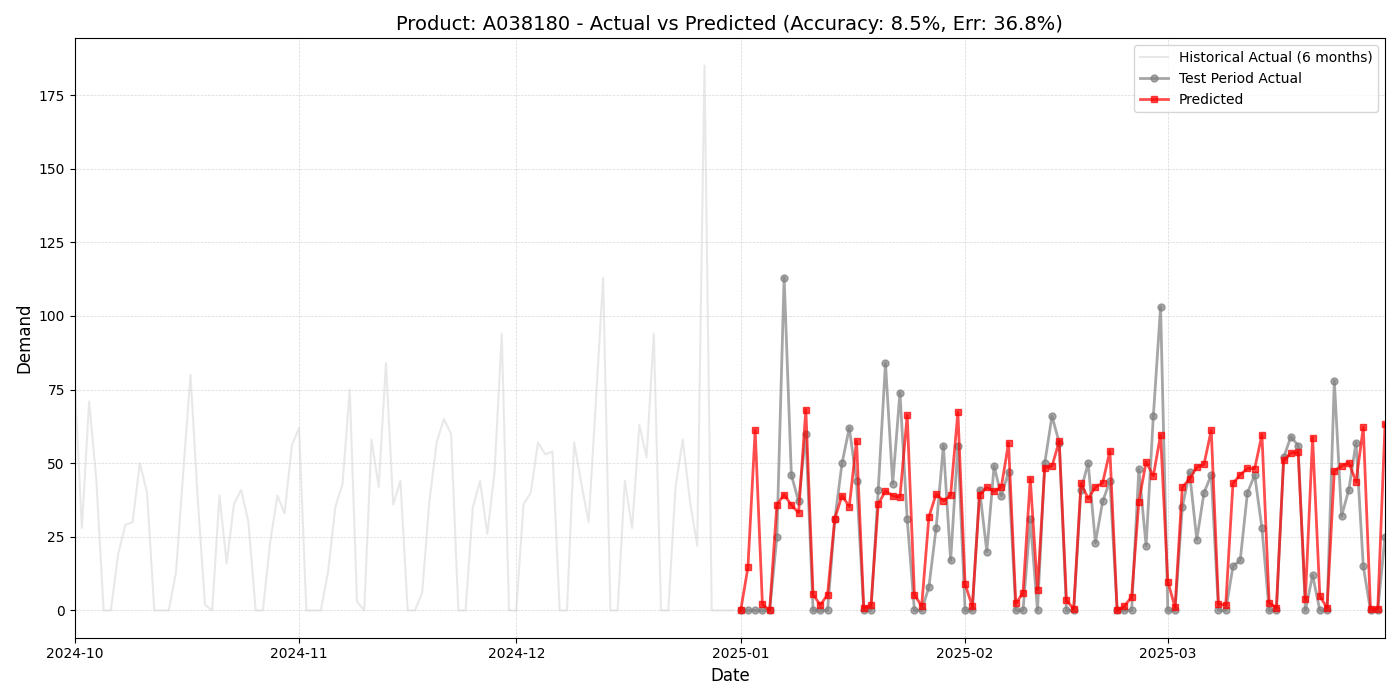 Product: A038180 - Actual vs Predicted (Accuracy: 8.5%, Err: 36.8%)
Historical Actual (6 months)
Test Period Actual
Predicted
Demand
175
150
125
100
75
50
25
0
2024-10
2024-11
2024-12
2025-01
2025-02
2025-03
Date